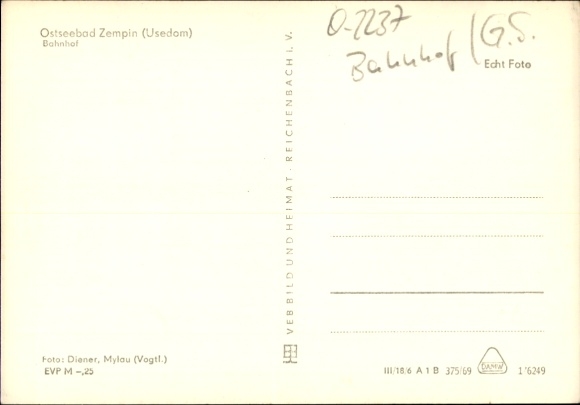 Ostseebad Zempin (Usedom)
Bahnhof
O-2237
Bahnhof / G.S.
Echt Foto
VEB BILD UND HEIMAT · REICHENBACH i. V.
Foto: Diener, Mylau (Vogtl.)
EVP M –,25
III/18/6 A 1 B 375/69
DAMW
1*6249